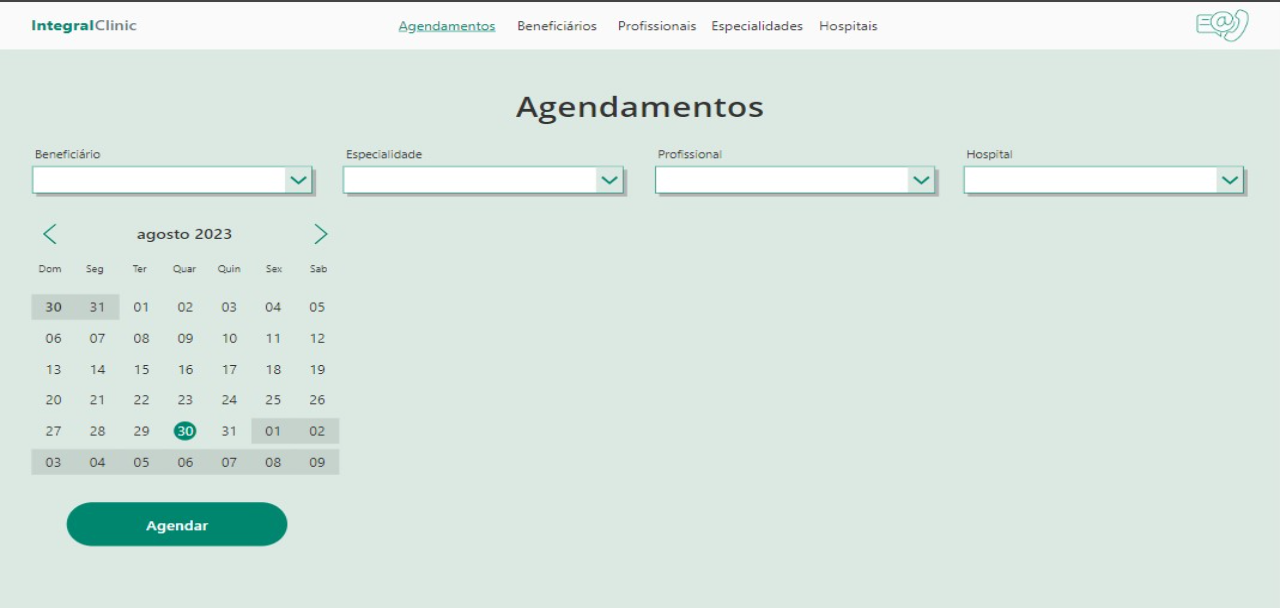 IntegralClinic Agendamentos Beneficiários Profissionais Especialidades Hospitais
Agendamentos
Beneficiário Especialidade Profissional Hospital
agosto 2023
Dom Seg Ter Quar Quin Sex Sab
30 31 01 02 03 04 05
06 07 08 09 10 11 12
13 14 15 16 17 18 19
20 21 22 23 24 25 26
27 28 29 30 31 01 02
03 04 05 06 07 08 09
Agendar